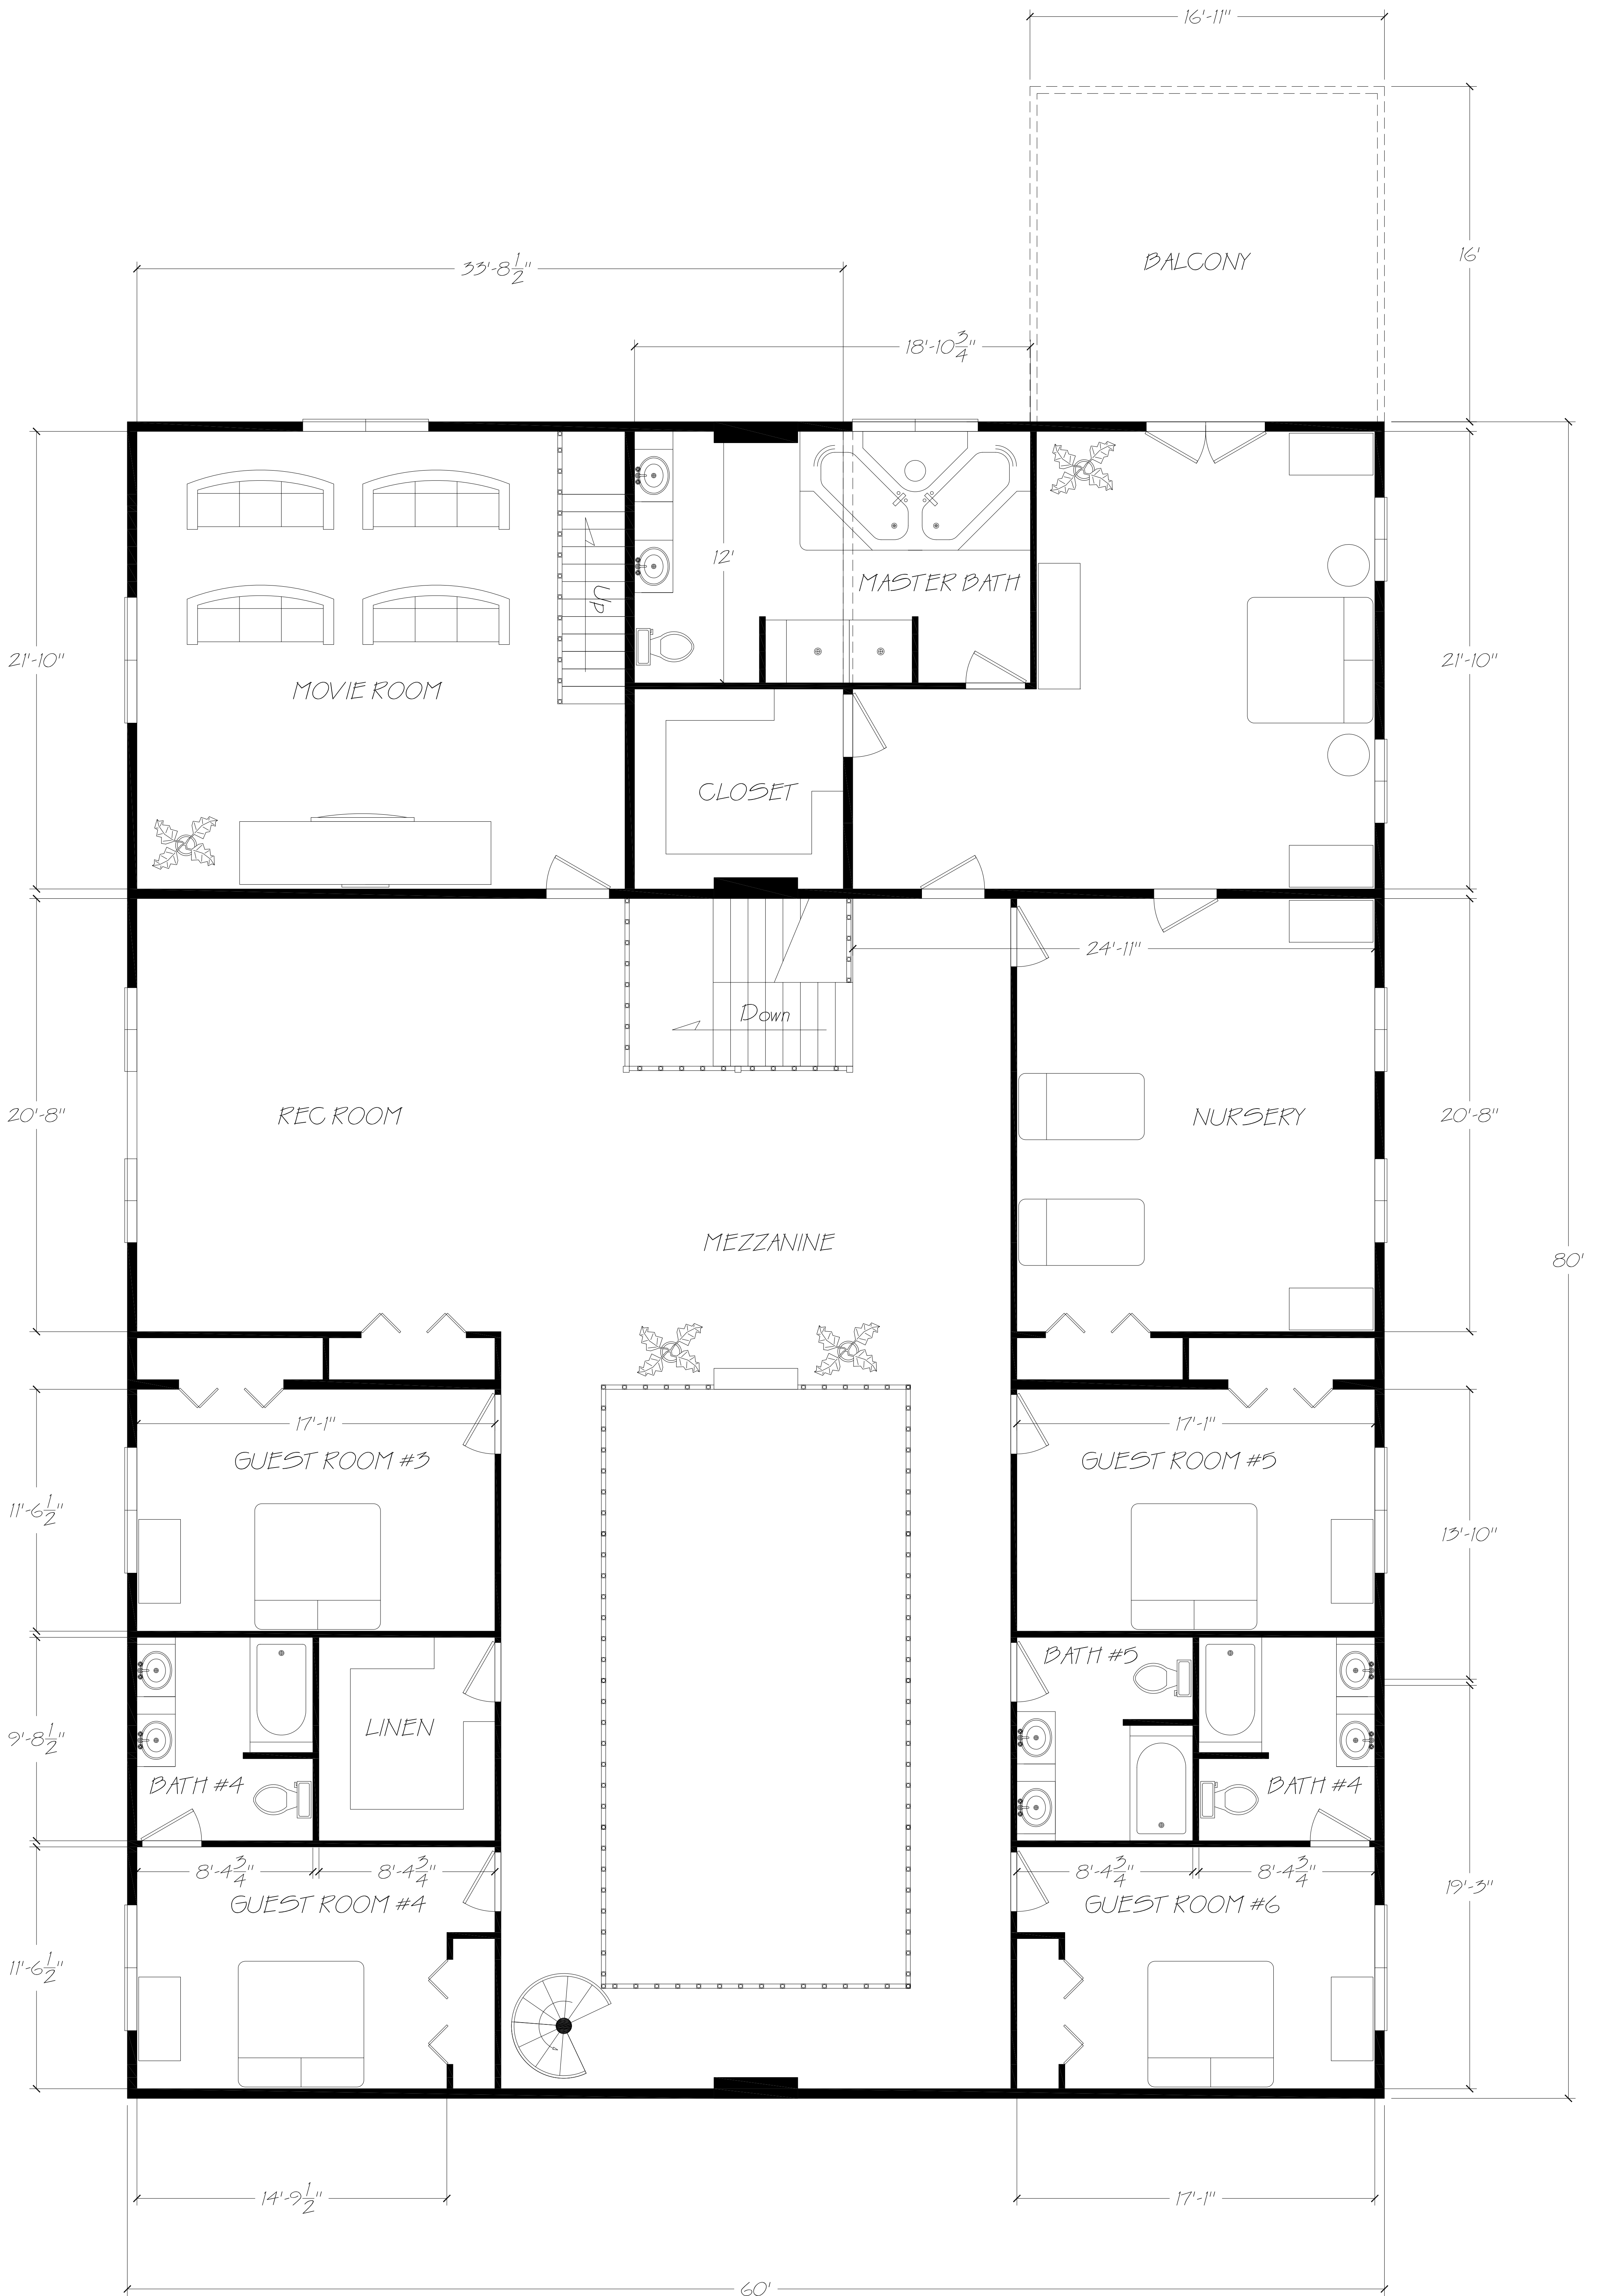 16'-11"
16'
BALCONY
33'-8 1/2"
18'-10 3/4"
12'
MASTER BATH
Up
21'-10"
MOVIE ROOM
21'-10"
CLOSET
24'-11"
Down
20'-8"
REC ROOM
NURSERY
20'-8"
MEZZANINE
80'
17'-1"
17'-1"
GUEST ROOM #3
GUEST ROOM #5
11'-6 1/2"
13'-10"
BATH #5
LINEN
9'-8 1/2"
BATH #4
BATH #4
8'-4 3/4"
8'-4 3/4"
8'-4 3/4"
8'-4 3/4"
19'-3"
GUEST ROOM #4
GUEST ROOM #6
11'-6 1/2"
14'-9 1/2"
17'-1"
60'